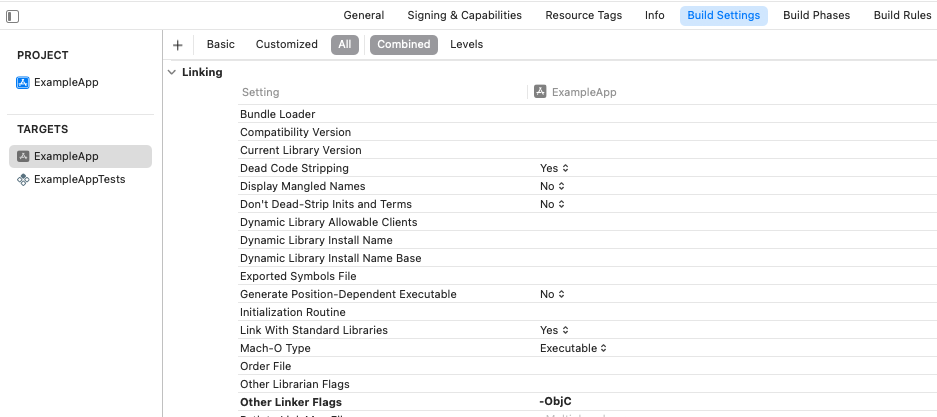 General Signing & Capabilities Resource Tags Info Build Settings Build Phases Build Rules
PROJECT
ExampleApp
TARGETS
ExampleApp
ExampleAppTests
+ Basic Customized All Combined Levels
Linking
Setting ExampleApp
Bundle Loader
Compatibility Version
Current Library Version
Dead Code Stripping Yes
Display Mangled Names No
Don't Dead-Strip Inits and Terms No
Dynamic Library Allowable Clients
Dynamic Library Install Name
Dynamic Library Install Name Base
Exported Symbols File
Generate Position-Dependent Executable No
Initialization Routine
Link With Standard Libraries Yes
Mach-O Type Executable
Order File
Other Librarian Flags
Other Linker Flags -ObjC